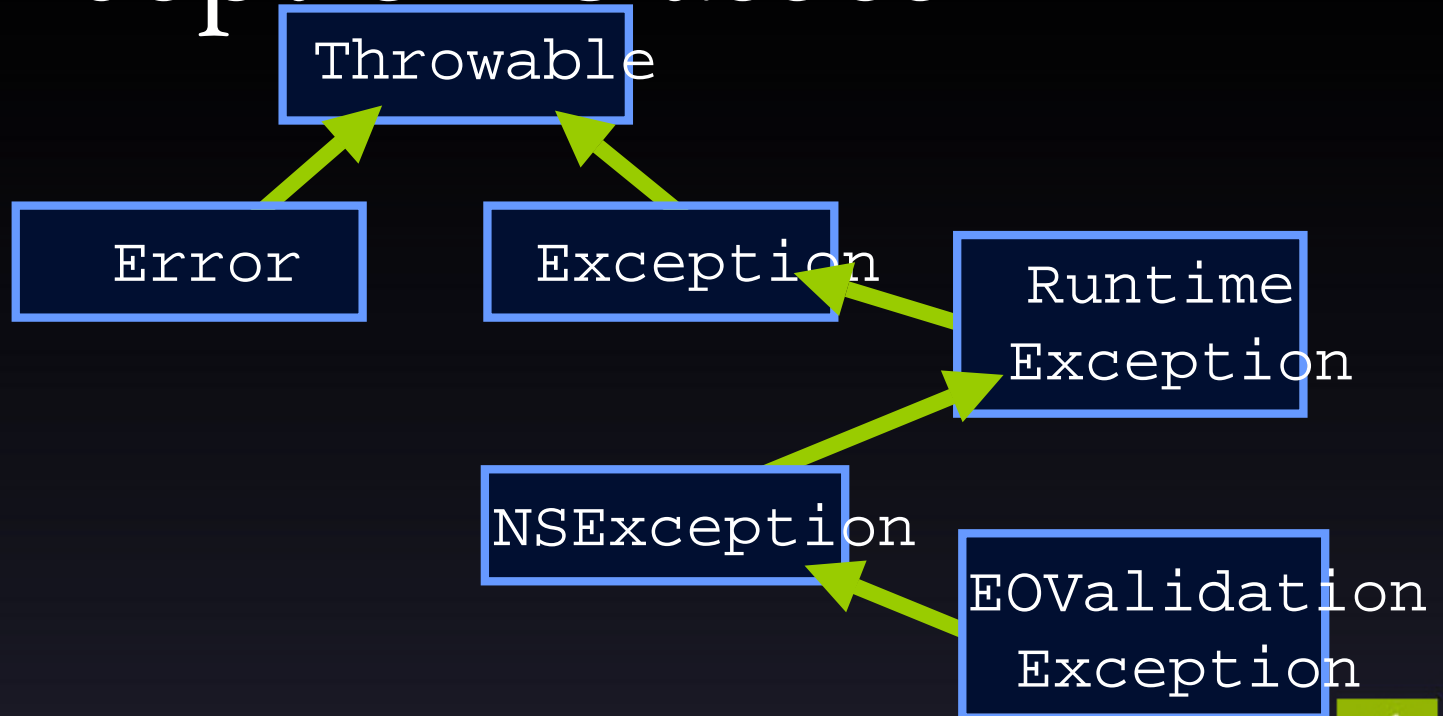 Throwable
Error
Exception
Runtime
Exception
NSException
EOValidation
Exception